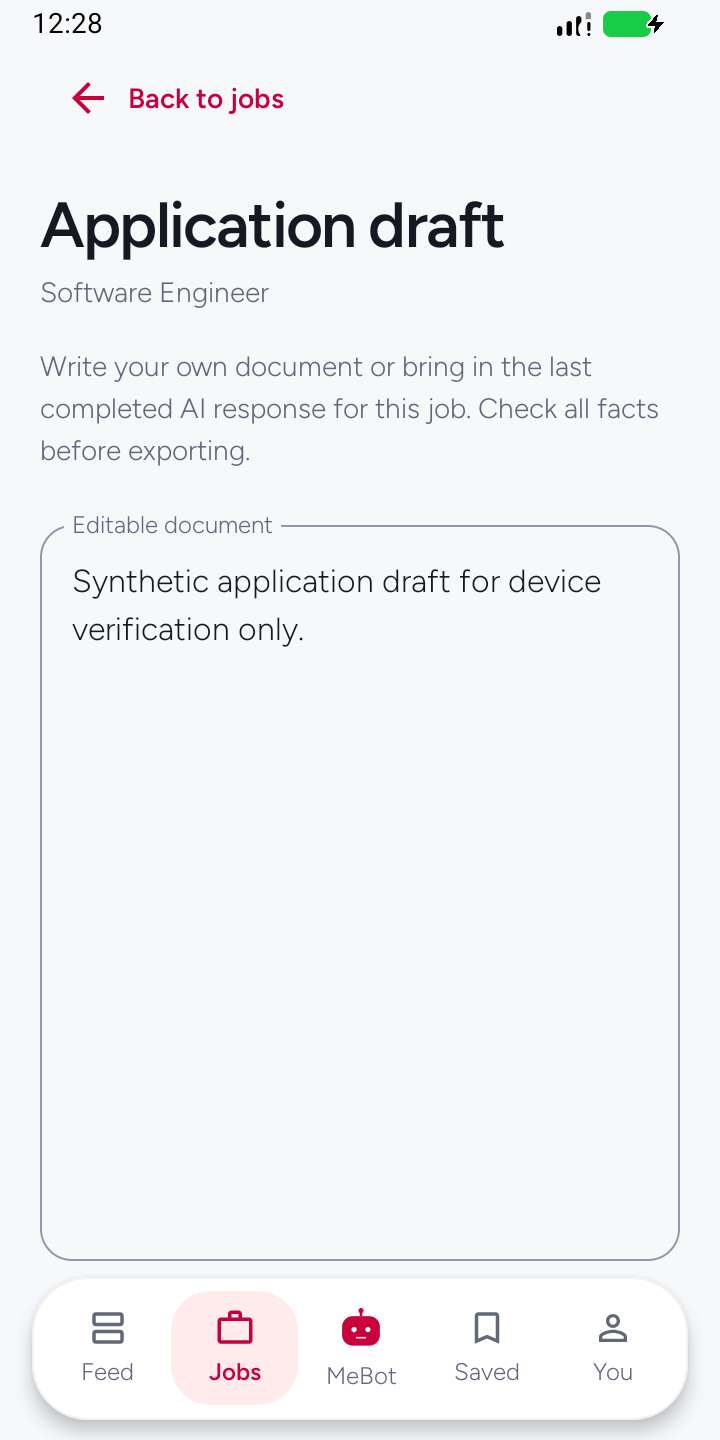 12:28
Back to jobs
Application draft
Software Engineer
Write your own document or bring in the last
completed AI response for this job. Check all facts
before exporting.
Editable document
Synthetic application draft for device
verification only.
Feed
Jobs
MeBot
Saved
You